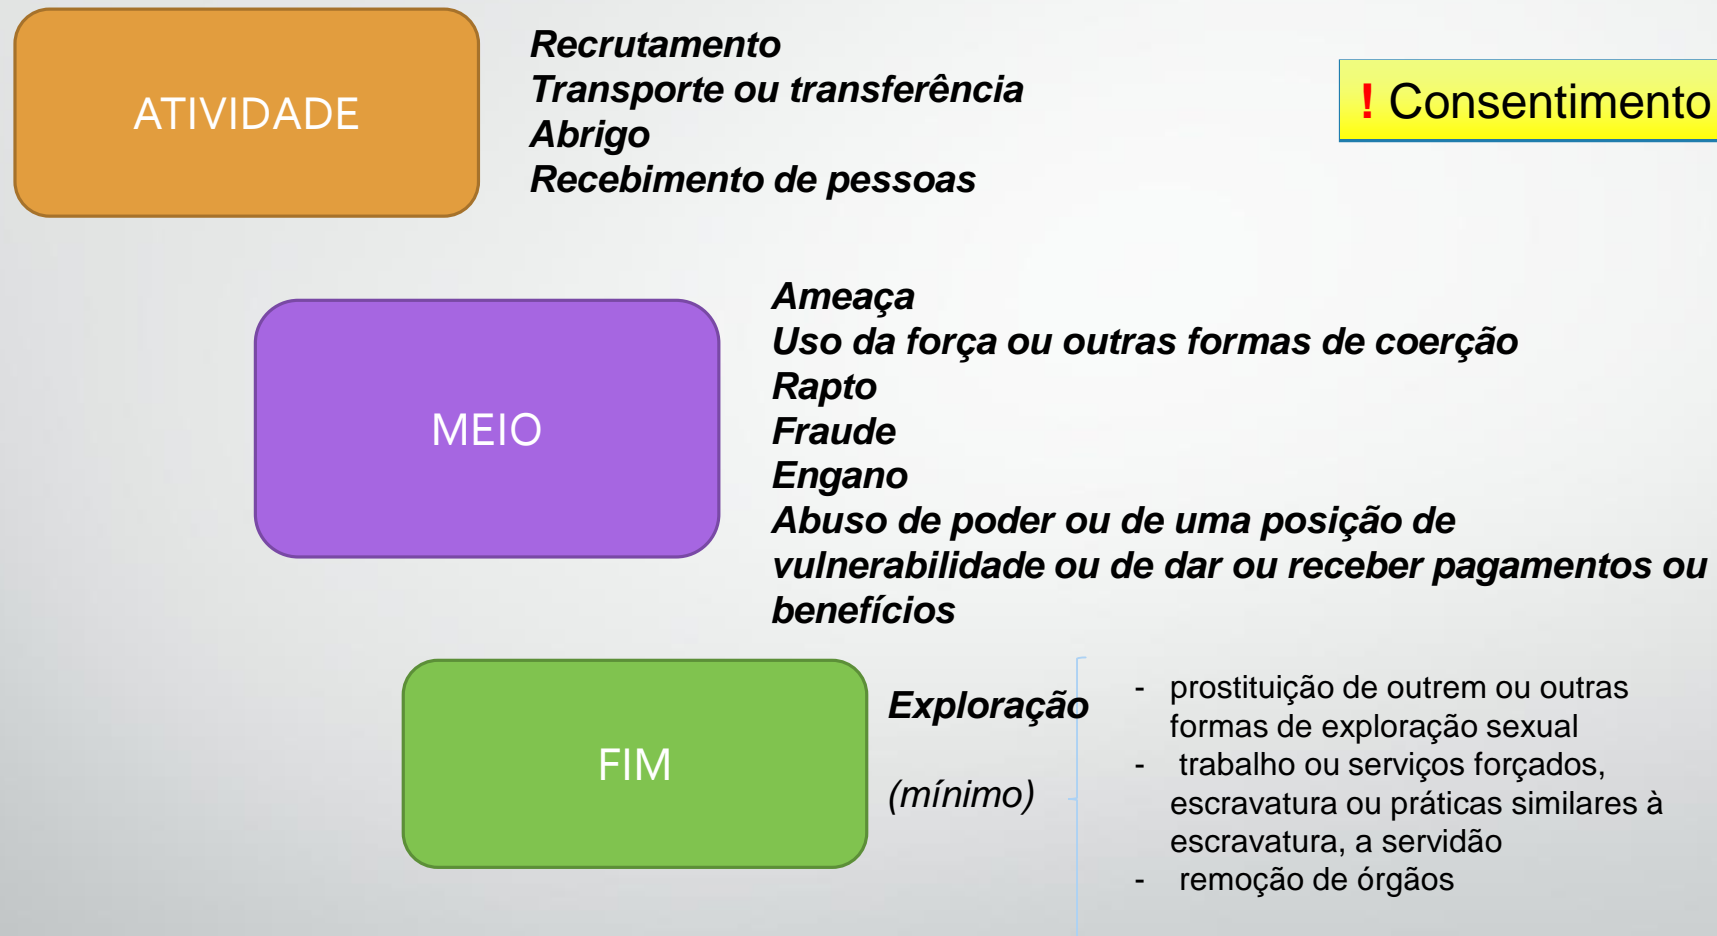 ATIVIDADE
Recrutamento
Transporte ou transferência
Abrigo
Recebimento de pessoas
! Consentimento
MEIO
Ameaça
Uso da força ou outras formas de coerção
Rapto
Fraude
Engano
Abuso de poder ou de uma posição de
vulnerabilidade ou de dar ou receber pagamentos ou
benefícios
FIM
Exploração
(mínimo)
- prostituição de outrem ou outras
formas de exploração sexual
- trabalho ou serviços forçados,
escravatura ou práticas similares à
escravatura, a servidão
- remoção de órgãos